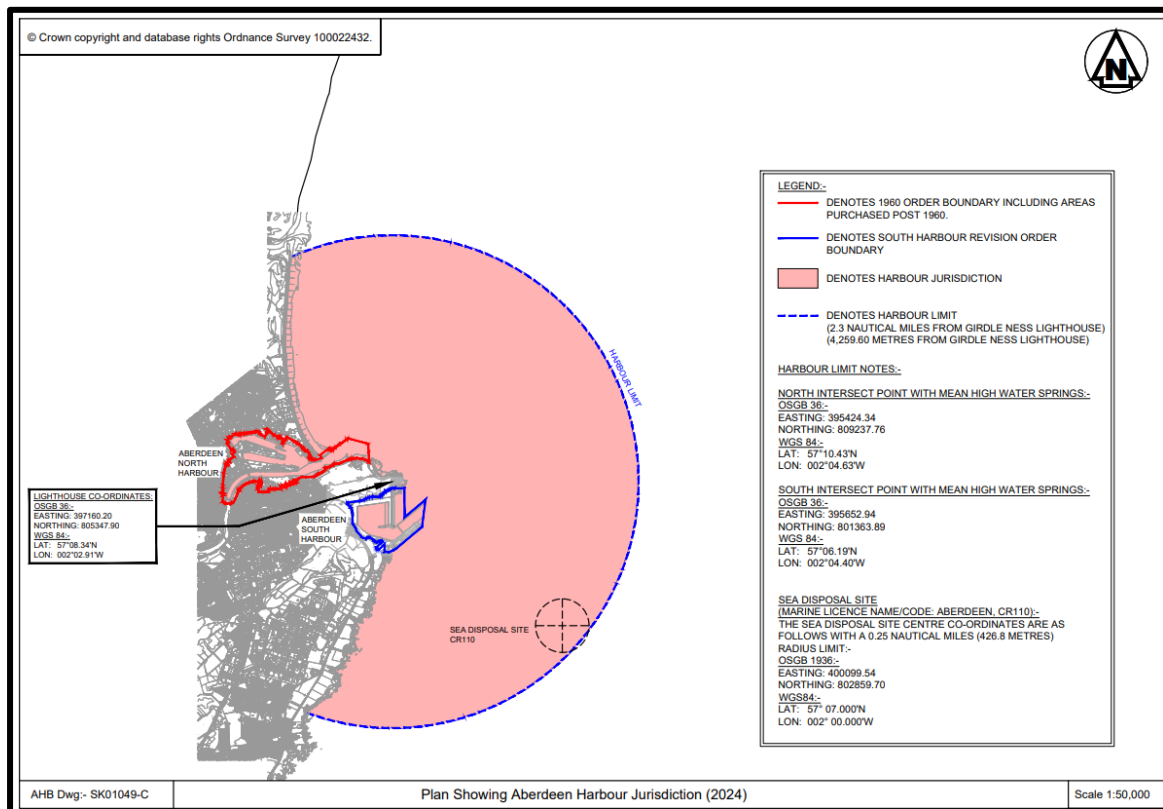 © Crown copyright and database rights Ordnance Survey 100022432.
N
LEGEND:-
DENOTES 1960 ORDER BOUNDARY INCLUDING AREAS
PURCHASED POST 1960.
DENOTES SOUTH HARBOUR REVISION ORDER
BOUNDARY
DENOTES HARBOUR JURISDICTION
DENOTES HARBOUR LIMIT
(2.3 NAUTICAL MILES FROM GIRDLE NESS LIGHTHOUSE)
(4,259.60 METRES FROM GIRDLE NESS LIGHTHOUSE)
HARBOUR LIMIT NOTES:-
NORTH INTERSECT POINT WITH MEAN HIGH WATER SPRINGS:-
OSGB 36:-
EASTING: 395424.34
NORTHING: 809237.76
WGS 84:-
LAT: 57°10.43'N
LON: 002°04.63'W
SOUTH INTERSECT POINT WITH MEAN HIGH WATER SPRINGS:-
OSGB 36:-
EASTING: 395652.94
NORTHING: 801363.89
WGS 84:-
LAT: 57°06.19'N
LON: 002°04.40'W
SEA DISPOSAL SITE
(MARINE LICENCE NAME/CODE: ABERDEEN, CR110):-
THE SEA DISPOSAL SITE CENTRE CO-ORDINATES ARE AS
FOLLOWS WITH A 0.25 NAUTICAL MILES (426.8 METRES)
RADIUS LIMIT:-
OSGB 1936:-
EASTING: 400099.54
NORTHING: 802859.70
WGS84:-
LAT: 57° 07.000'N
LON: 002° 00.000'W
HARBOUR LIMIT
ABERDEEN
NORTH
HARBOUR
LIGHTHOUSE CO-ORDINATES:
OSGB 36:-
EASTING: 397160.20
NORTHING: 805347.90
WGS 84:-
LAT: 57°08.34'N
LON: 002°02.91'W
ABERDEEN
SOUTH
HARBOUR
SEA DISPOSAL SITE
CR110
AHB Dwg:- SK01049-C
Plan Showing Aberdeen Harbour Jurisdiction (2024)
Scale 1:50,000